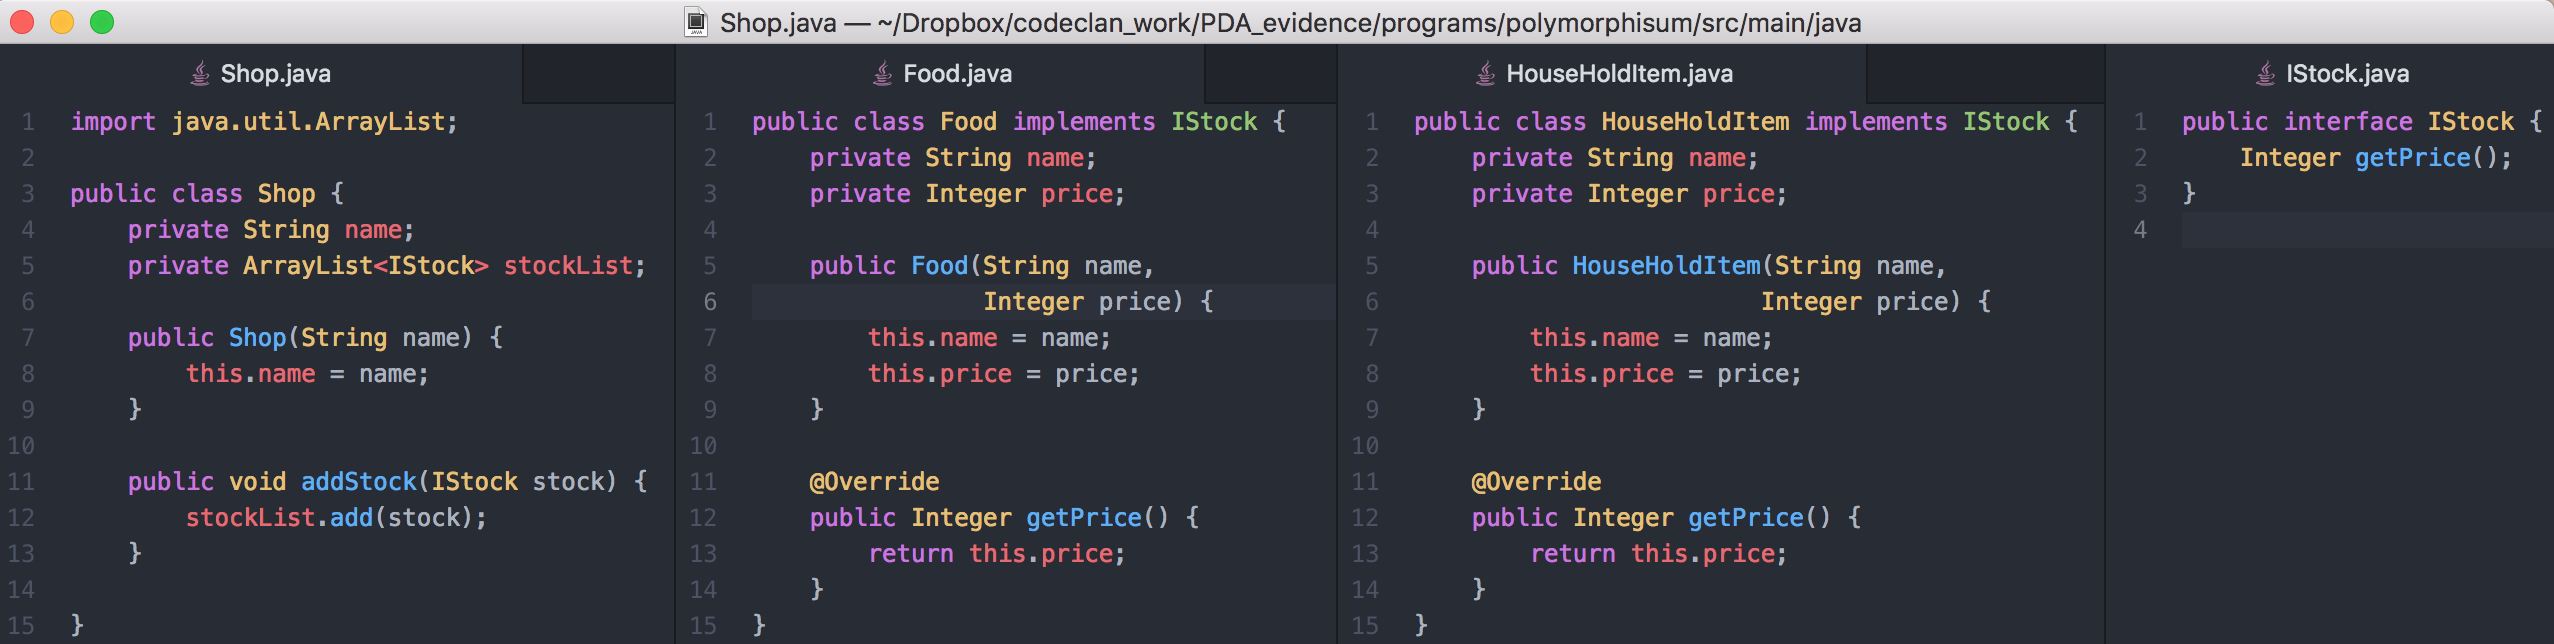 Shop.java — ~/Dropbox/codeclan_work/PDA_evidence/programs/polymorphisum/src/main/java
Shop.java
1 import java.util.ArrayList;
2
3 public class Shop {
4     private String name;
5     private ArrayList<IStock> stockList;
6
7     public Shop(String name) {
8         this.name = name;
9     }
10
11     public void addStock(IStock stock) {
12         stockList.add(stock);
13     }
14
15 }
Food.java
1 public class Food implements IStock {
2     private String name;
3     private Integer price;
4
5     public Food(String name,
6                 Integer price) {
7         this.name = name;
8         this.price = price;
9     }
10
11     @Override
12     public Integer getPrice() {
13         return this.price;
14     }
15 }
HouseHoldItem.java
1 public class HouseHoldItem implements IStock {
2     private String name;
3     private Integer price;
4
5     public HouseHoldItem(String name,
6                         Integer price) {
7         this.name = name;
8         this.price = price;
9     }
10
11     @Override
12     public Integer getPrice() {
13         return this.price;
14     }
15 }
IStock.java
1 public interface IStock {
2     Integer getPrice();
3 }
4